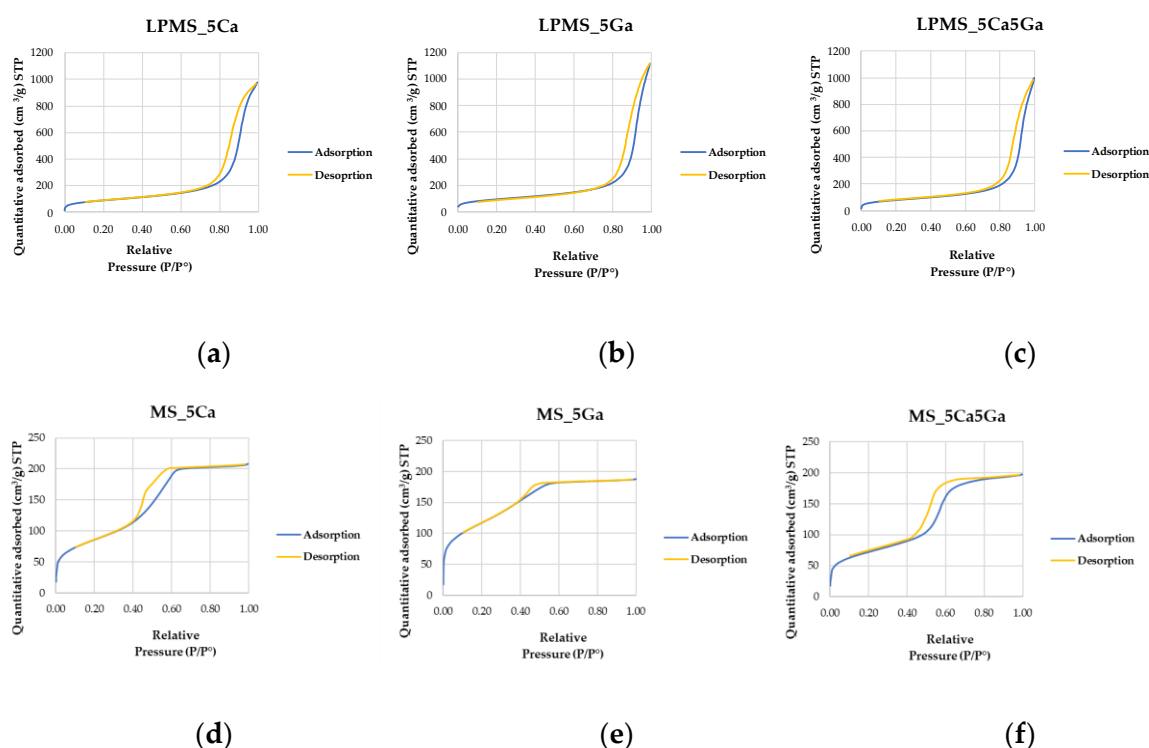 LPMS_5Ca
Quantitative adsorbed (cm ³/g) STP
1200
1000
800
600
400
200
0
0.00 0.20 0.40 0.60 0.80 1.00
Relative
Pressure (P/P°)
Adsorption
Desoprtion
(a)
LPMS_5Ga
Quantitative adsorbed (cm ³/g) STP
1200
1000
800
600
400
200
0
0.00 0.20 0.40 0.60 0.80 1.00
Relative
Pressure (P/P°)
Adsorption
Desorption
(b)
LPMS_5Ca5Ga
Quantitative adsorbed (cm ³/g) STP
1200
1000
800
600
400
200
0
0.00 0.20 0.40 0.60 0.80 1.00
Relative
Pressure (P/P°)
Adsorption
Desorption
(c)
MS_5Ca
Quantitative adsorbed (cm³/g) STP
250
200
150
100
50
0
0.00 0.20 0.40 0.60 0.80 1.00
Relative
Pressure (P/P°)
Adsorption
Desorption
(d)
MS_5Ga
Quantitative adsorbed (cm³/g) STP
250
200
150
100
50
0
0.00 0.20 0.40 0.60 0.80 1.00
Relative
Pressure (P/P°)
Adsorption
Desorption
(e)
MS_5Ca5Ga
Quantitative adsorbed (cm³/g) STP
250
200
150
100
50
0
0.00 0.20 0.40 0.60 0.80 1.00
Relative
Pressure (P/P°)
Adsorption
Desorption
(f)